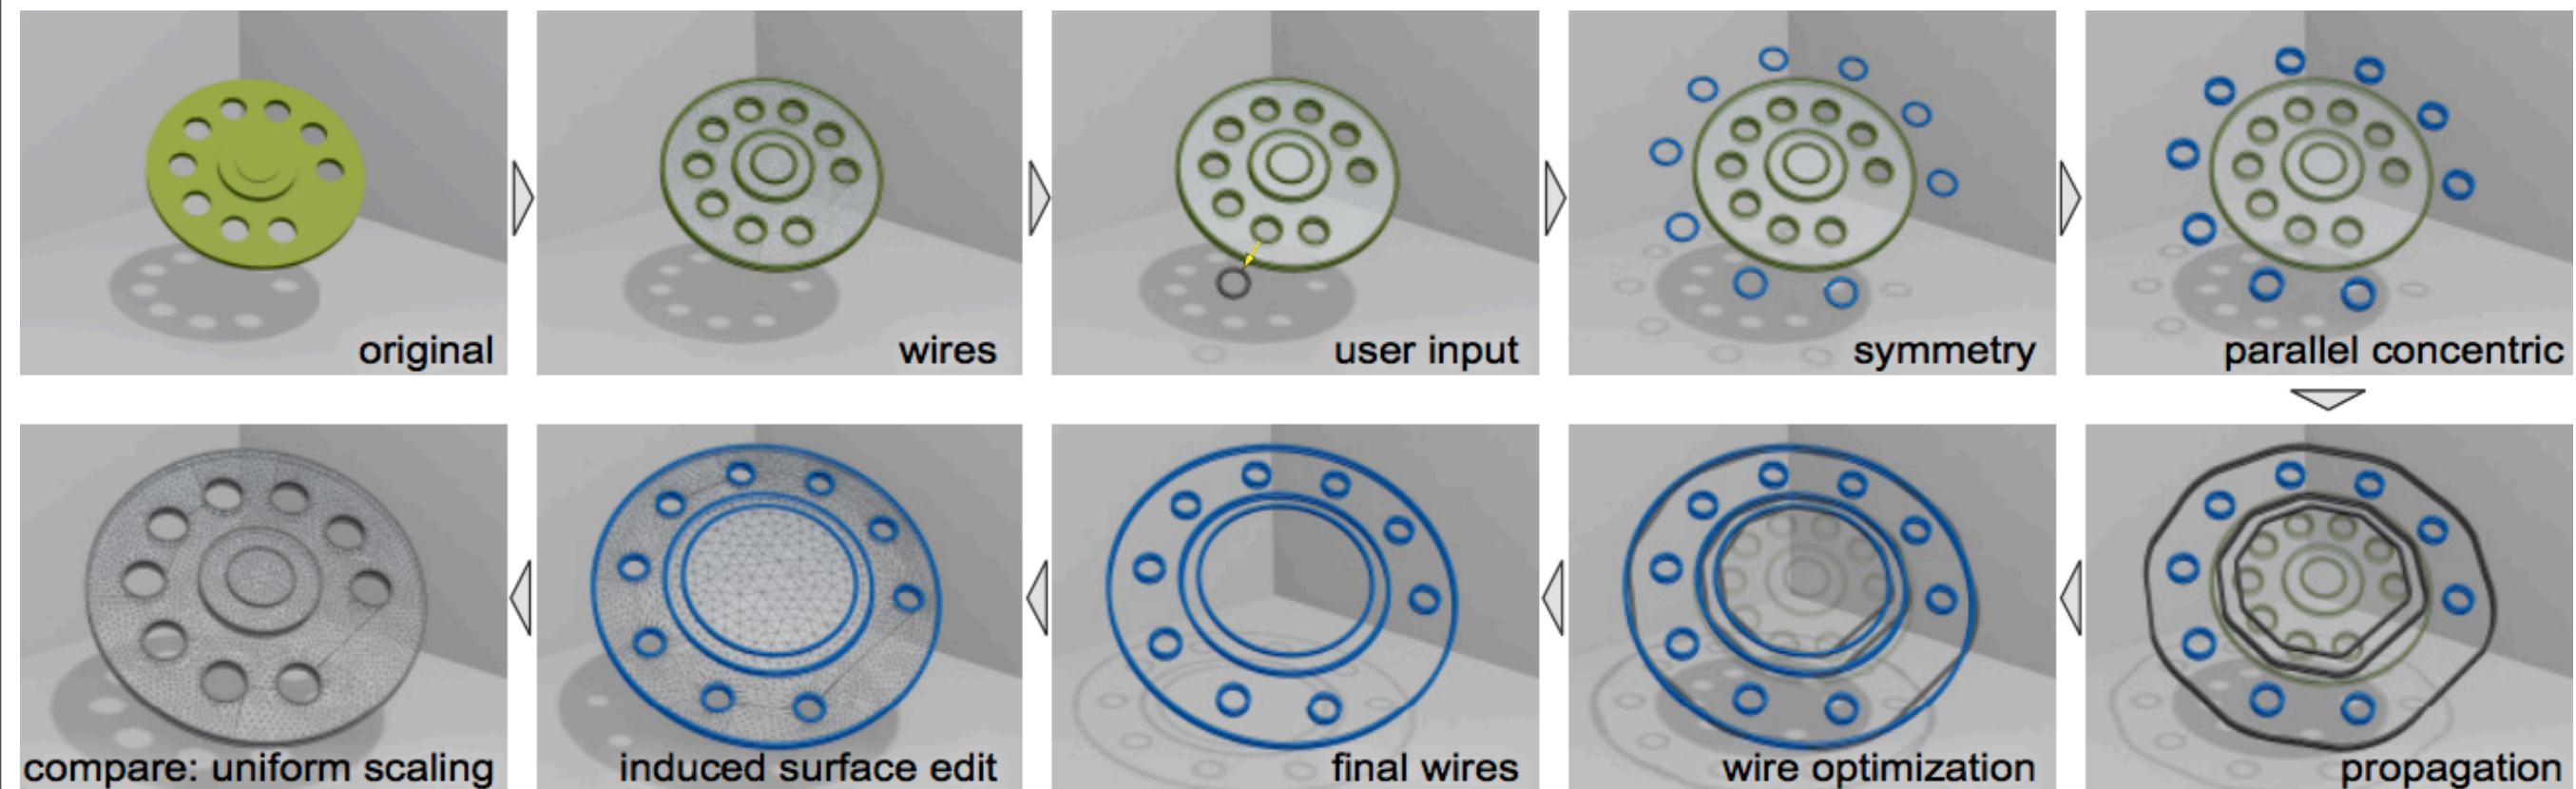 original
wires
user input
symmetry
parallel concentric
compare: uniform scaling
induced surface edit
final wires
wire optimization
propagation